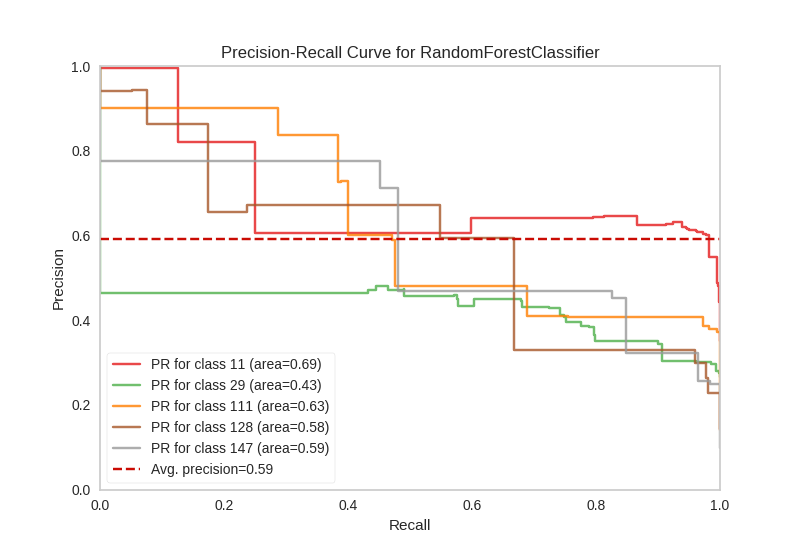 Precision-Recall Curve for RandomForestClassifier
1.0
0.8
0.6
0.4
0.2
0.0
Precision
PR for class 11 (area=0.69)
PR for class 29 (area=0.43)
PR for class 111 (area=0.63)
PR for class 128 (area=0.58)
PR for class 147 (area=0.59)
Avg. precision=0.59
0.0 0.2 0.4 0.6 0.8 1.0
Recall